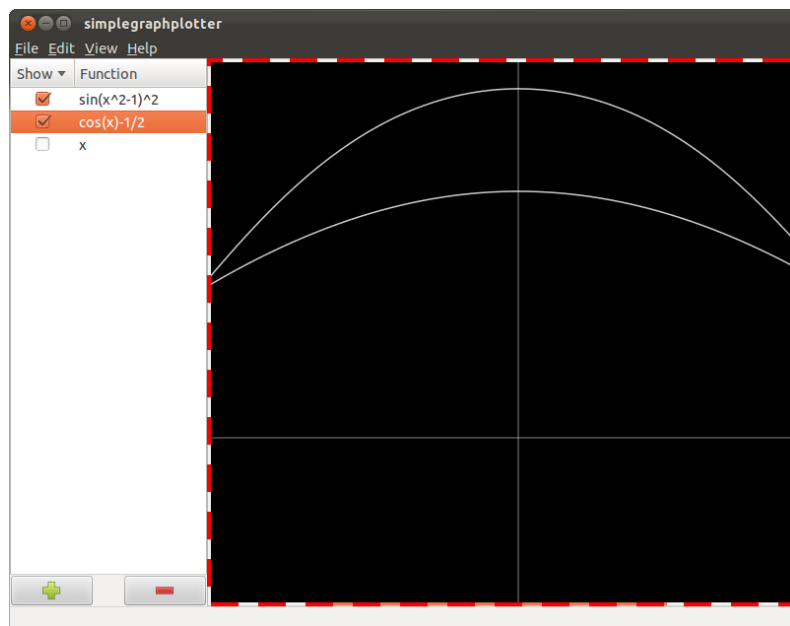 simplegraphplotter
File Edit View Help
Show Function
sin(x^2-1)^2
cos(x)-1/2
x